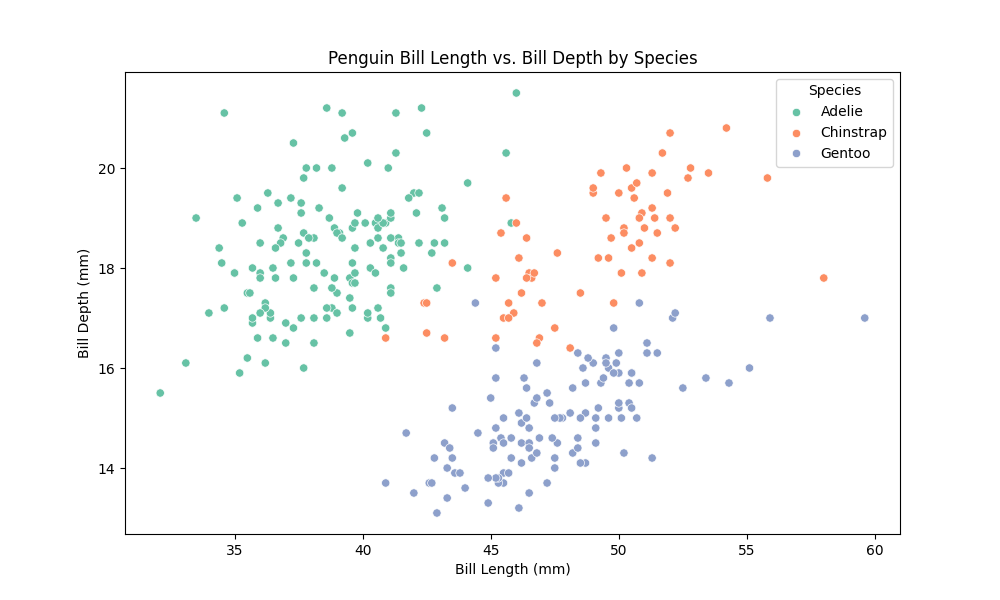 Penguin Bill Length vs. Bill Depth by Species
Species
Adelie
Chinstrap
Gentoo
Bill Depth (mm)
20
18
16
14
35 40 45 50 55 60
Bill Length (mm)